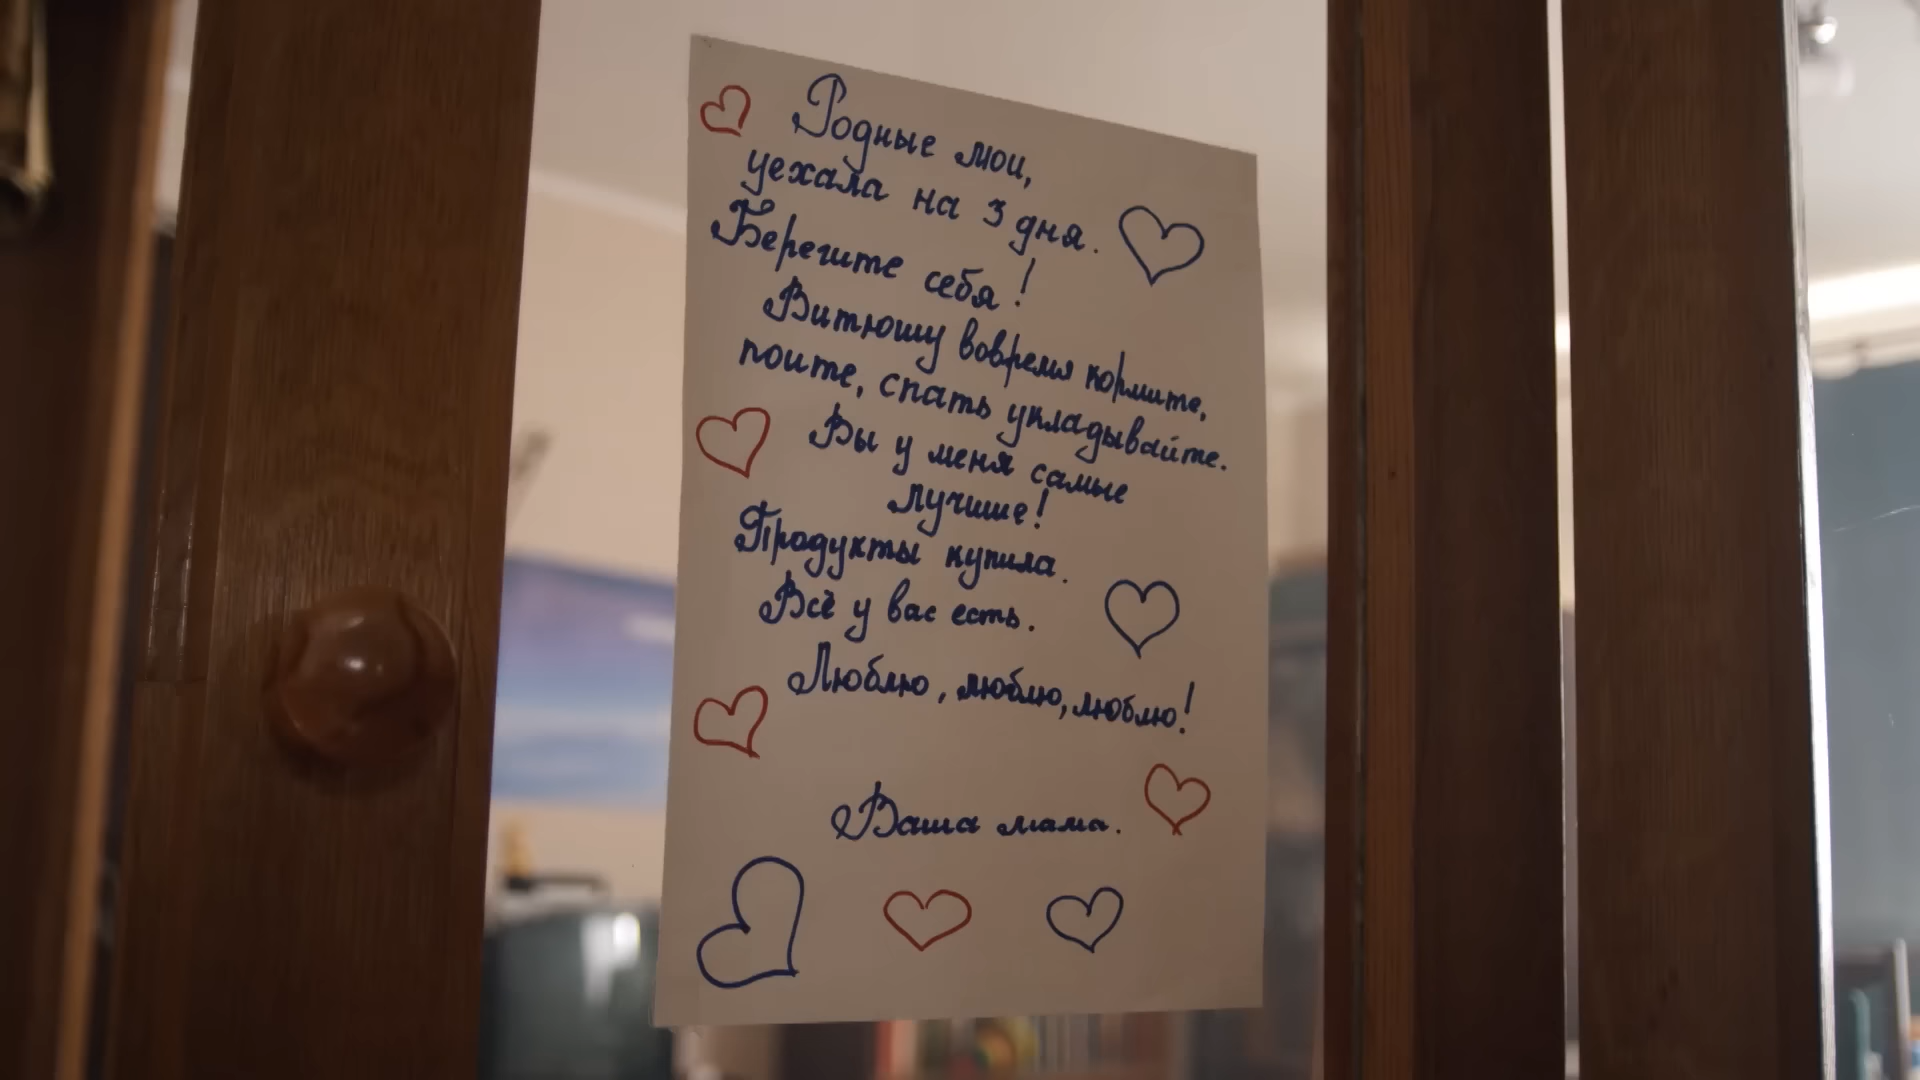 Родные мои,
уехала на 3 дня.
Берегите себя!
Витюшу вовремя кормите,
поите, спать укладывайте.
Вы у меня самые
лучшие!
Продукты купила.
Всё у вас есть.
Люблю, люблю, люблю!
Ваша мама.